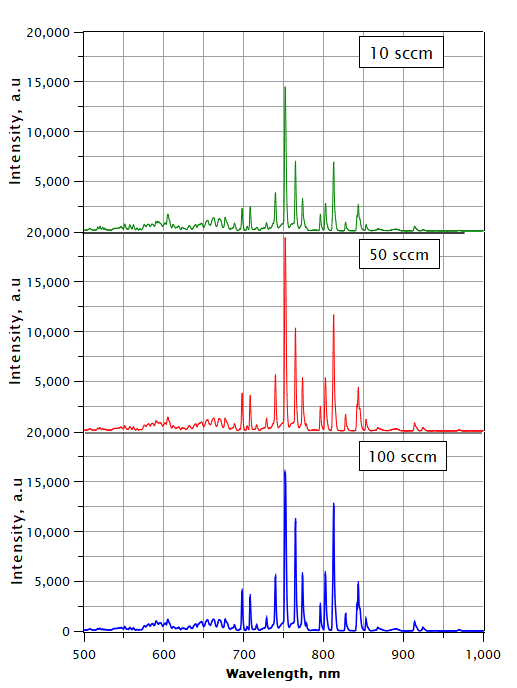 20,000
10 sccm
15,000
10,000
5,000
Intensity, a.u
20,000
50 sccm
15,000
10,000
5,000
Intensity, a.u
20,000
100 sccm
15,000
10,000
5,000
0
Intensity, a.u
500 600 700 800 900 1,000
Wavelength, nm